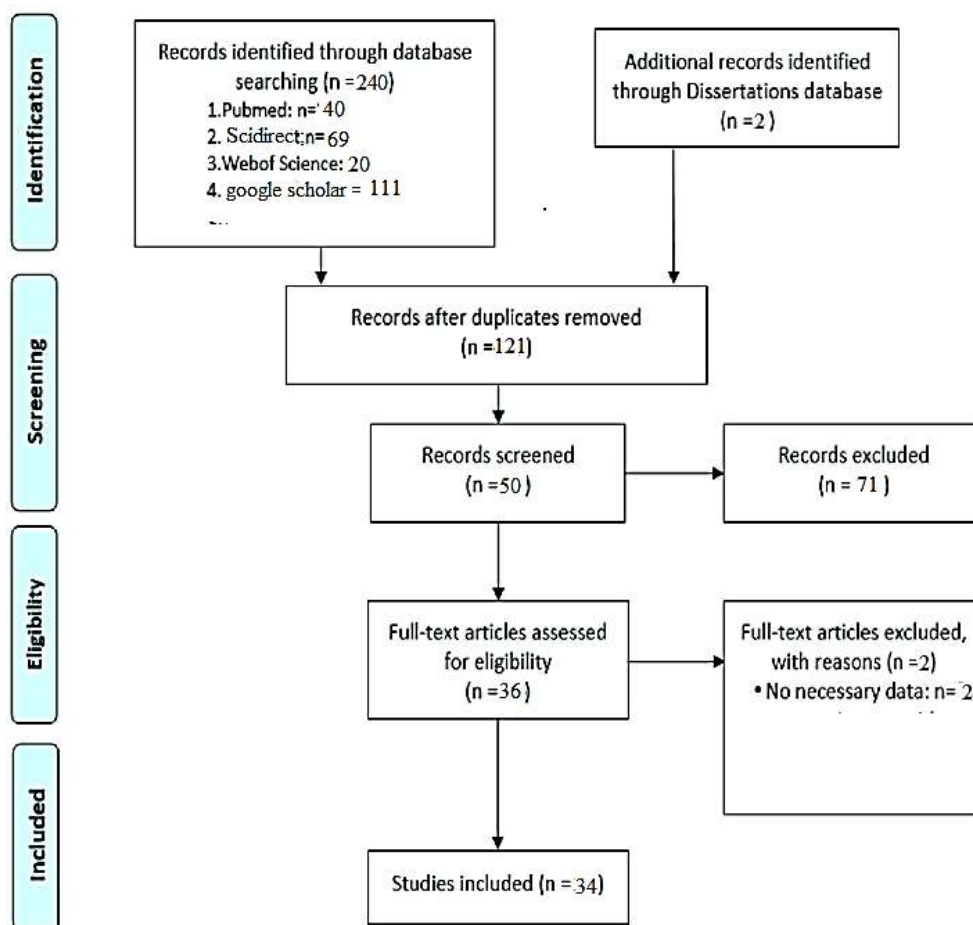 Identification
Records identified through database
searching (n =240)
1.Pubmed: n= 40
2. Scidirect;n= 69
3.Webof Science: 20
4. google scholar = 111
Additional records identified
through Dissertations database
(n =2 )
Screening
Records after duplicates removed
(n =121)
Records screened
(n =50 )
Records excluded
(n = 71 )
Eligibility
Full-text articles assessed
for eligibility
(n =36 )
Full-text articles excluded,
with reasons (n =2)
• No necessary data: n= 2
Included
Studies included (n =34)